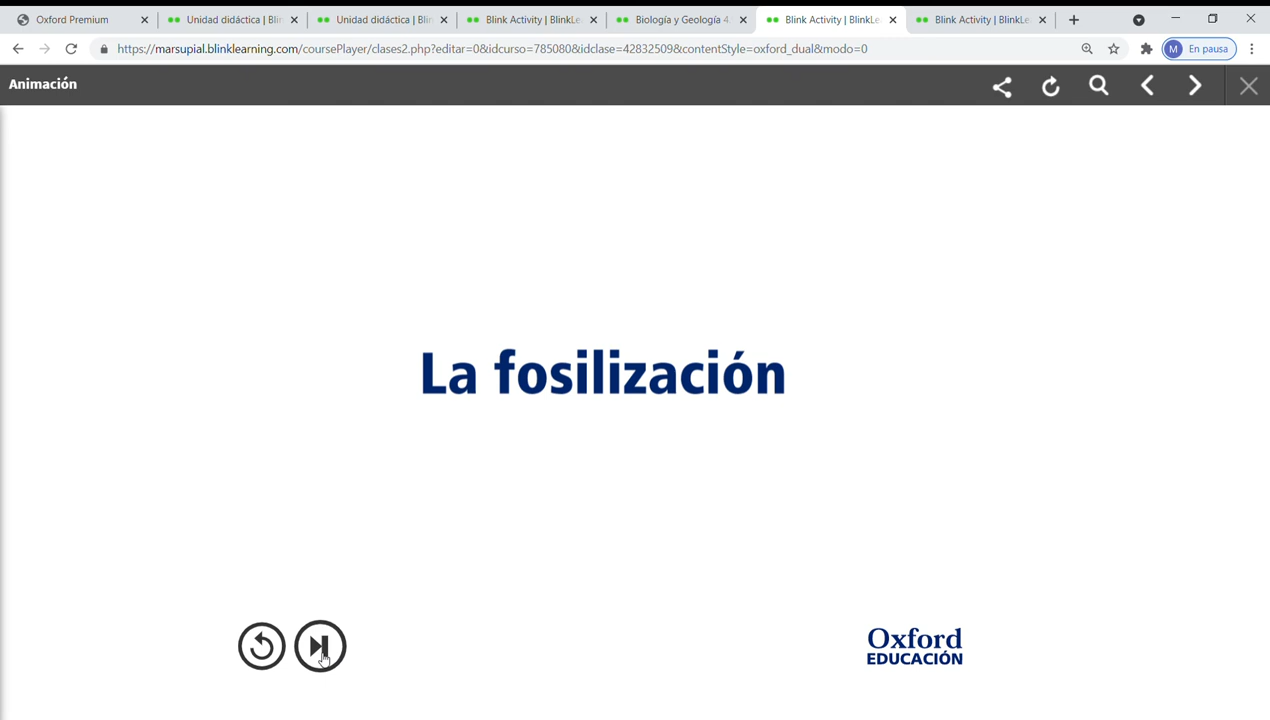 Oxford Premium
Unidad didáctica | Blin
Unidad didáctica | Blin
Blink Activity | BlinkLe
Biología y Geología 4.
Blink Activity | BlinkLe
Blink Activity | BlinkLe
https://marsupial.blinklearning.com/coursePlayer/clases2.php?editar=0&idcurso=785080&idclase=42832509&contentStyle=oxford_dual&modo=0
M
En pausa
Animación
La fosilización
Oxford
EDUCACIÓN